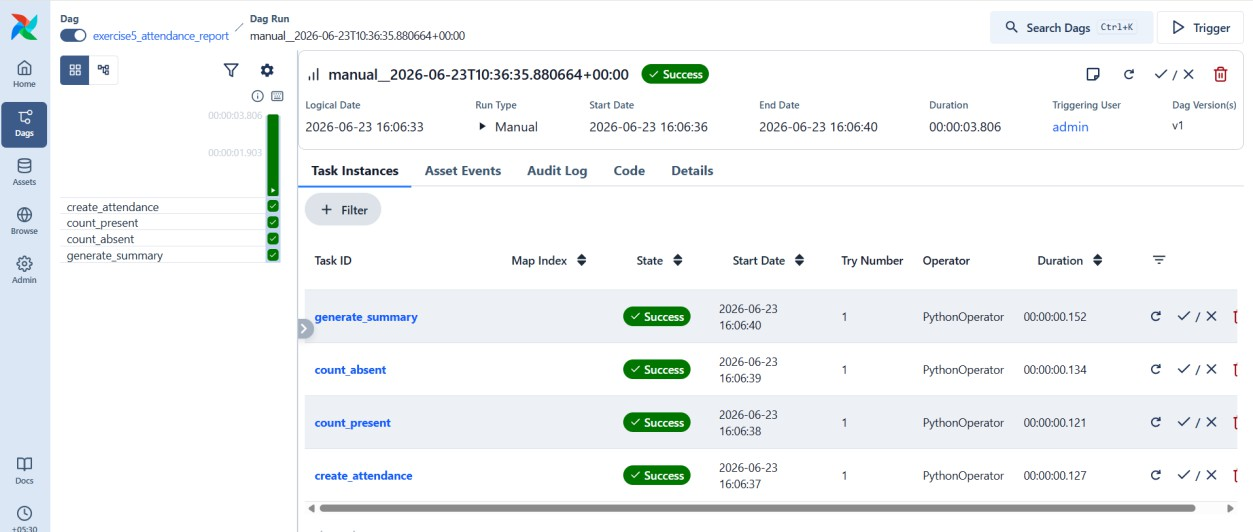 Dag
exercise5_attendance_report
/
Dag Run
manual__2026-06-23T10:36:35.880664+00:00
Search Dags Ctrl+K
Trigger
Home
Dags
Assets
Browse
Admin
Docs
+05:30
00:00:03.806
00:00:01.903
create_attendance
count_present
count_absent
generate_summary
manual__2026-06-23T10:36:35.880664+00:00 Success
/
Logical Date Run Type Start Date End Date Duration Triggering User Dag Version(s)
2026-06-23 16:06:33 Manual 2026-06-23 16:06:36 2026-06-23 16:06:40 00:00:03.806 admin v1
Task Instances Asset Events Audit Log Code Details
+ Filter
Task ID Map Index State Start Date Try Number Operator Duration
generate_summary Success 2026-06-23 16:06:40 1 PythonOperator 00:00:00.152 /
count_absent Success 2026-06-23 16:06:39 1 PythonOperator 00:00:00.134 /
count_present Success 2026-06-23 16:06:38 1 PythonOperator 00:00:00.121 /
create_attendance Success 2026-06-23 16:06:37 1 PythonOperator 00:00:00.127 /